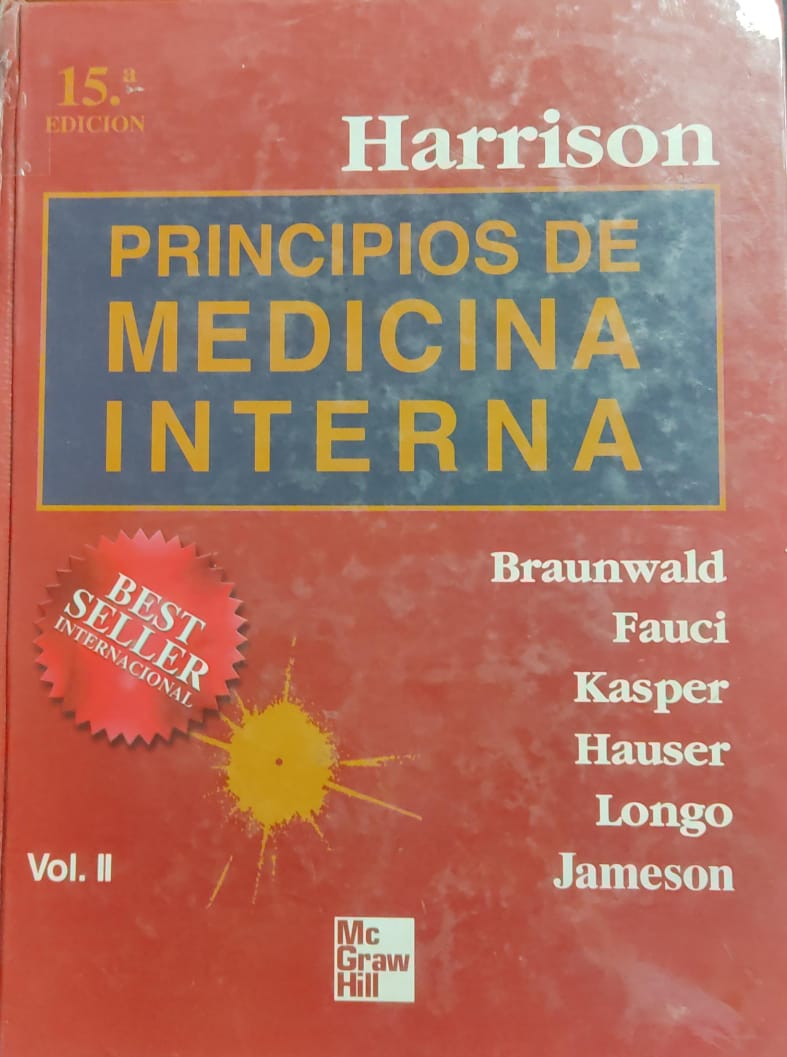 15.ª
EDICION
Harrison
PRINCIPIOS DE
MEDICINA
INTERNA
BEST
SELLER
INTERNACIONAL
Braunwald
Fauci
Kasper
Hauser
Longo
Jameson
Vol. II
Mc
Graw
Hill